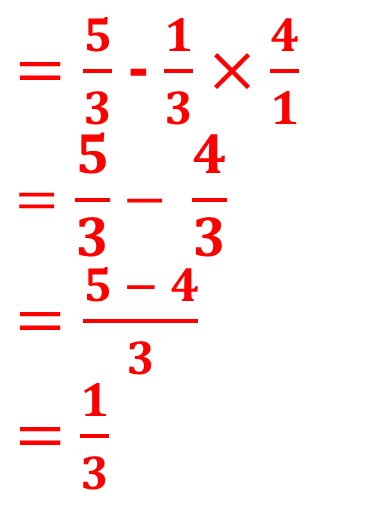 = 5/3 - 1/3 × 4/1
= 5/3 − 4/3
= (5 − 4)/3
= 1/3